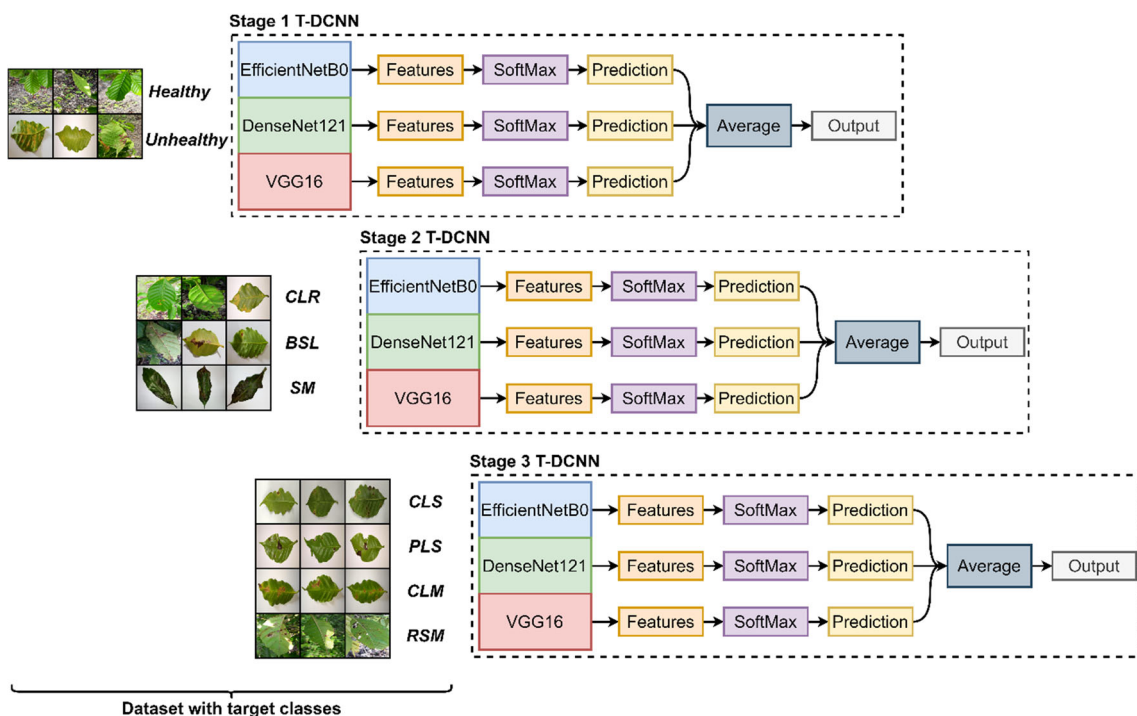 Stage 1 T-DCNN
Healthy
Unhealthy
EfficientNetB0
Features
SoftMax
Prediction
DenseNet121
Features
SoftMax
Prediction
VGG16
Features
SoftMax
Prediction
Average
Output
Stage 2 T-DCNN
CLR
BSL
SM
EfficientNetB0
Features
SoftMax
Prediction
DenseNet121
Features
SoftMax
Prediction
VGG16
Features
SoftMax
Prediction
Average
Output
Stage 3 T-DCNN
CLS
PLS
CLM
RSM
EfficientNetB0
Features
SoftMax
Prediction
DenseNet121
Features
SoftMax
Prediction
VGG16
Features
SoftMax
Prediction
Average
Output
Dataset with target classes